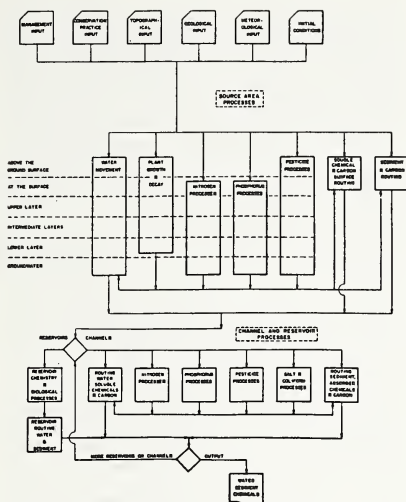 MANAGEMENT
INPUT
CONSERVATION
PRACTICE
INPUT
TOPOGRAPH-
ICAL
INPUT
GEOLOGICAL
INPUT
METEOR-
OLOGICAL
INPUT
INITIAL
CONDITIONS
SOURCE AREA
PROCESSES
ABOVE THE
GROUND SURFACE
AT THE SURFACE
UPPER LAYER
INTERMEDIATE LAYERS
LOWER LAYER
GROUNDWATER
WATER
MOVEMENT
PLANT
GROWTH
&
DECAY
NITROGEN
PROCESSES
PHOSPHORUS
PROCESSES
PESTICIDE
PROCESSES
SOLUBLE
CHEMICAL
& CARBON
SURFACE
ROUTING
SEDIMENT
& CARBON
ROUTING
CHANNEL AND RESERVOIR
PROCESSES
RESERVOIRS
CHANNELS
RESERVOIR
CHEMISTRY
&
BIOLOGICAL
PROCESSES
ROUTING
WATER
SOLUBLE
CHEMICALS
& CARBON
NITROGEN
PROCESSES
PHOSPHORUS
PROCESSES
PESTICIDE
PROCESSES
SALT &
COLIFORM
PROCESSES
ROUTING
SEDIMENT,
ADSORBED
CHEMICALS
& CARBON
RESERVOIR
ROUTING
WATER
&
SEDIMENT
MORE RESERVOIRS OR CHANNELS
OUTPUT
WATER
SEDIMENT
CHEMICALS